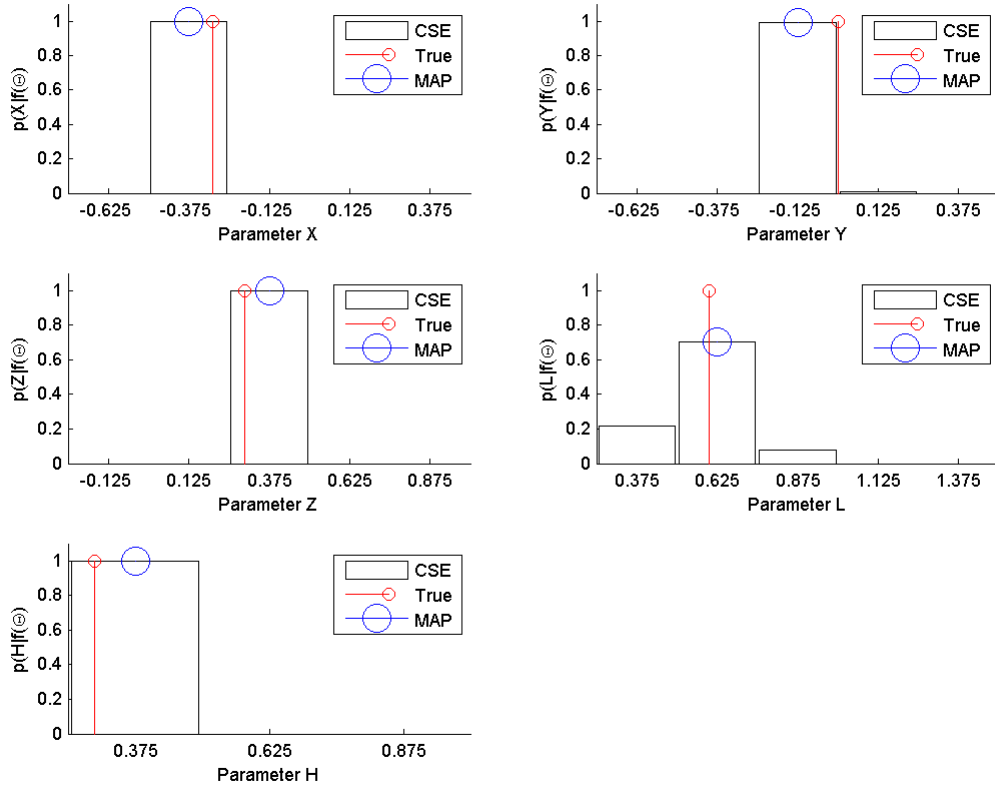 p(X|f(Θ)
1
0.8
0.6
0.4
0.2
0
-0.625 -0.375 -0.125 0.125 0.375
Parameter X
CSE
True
MAP
p(Y|f(Θ)
1
0.8
0.6
0.4
0.2
0
-0.625 -0.375 -0.125 0.125 0.375
Parameter Y
CSE
True
MAP
p(Z|f(Θ)
1
0.8
0.6
0.4
0.2
0
-0.125 0.125 0.375 0.625 0.875
Parameter Z
CSE
True
MAP
p(L|f(Θ)
1
0.8
0.6
0.4
0.2
0
0.375 0.625 0.875 1.125 1.375
Parameter L
CSE
True
MAP
p(H|f(Θ)
1
0.8
0.6
0.4
0.2
0
0.375 0.625 0.875
Parameter H
CSE
True
MAP